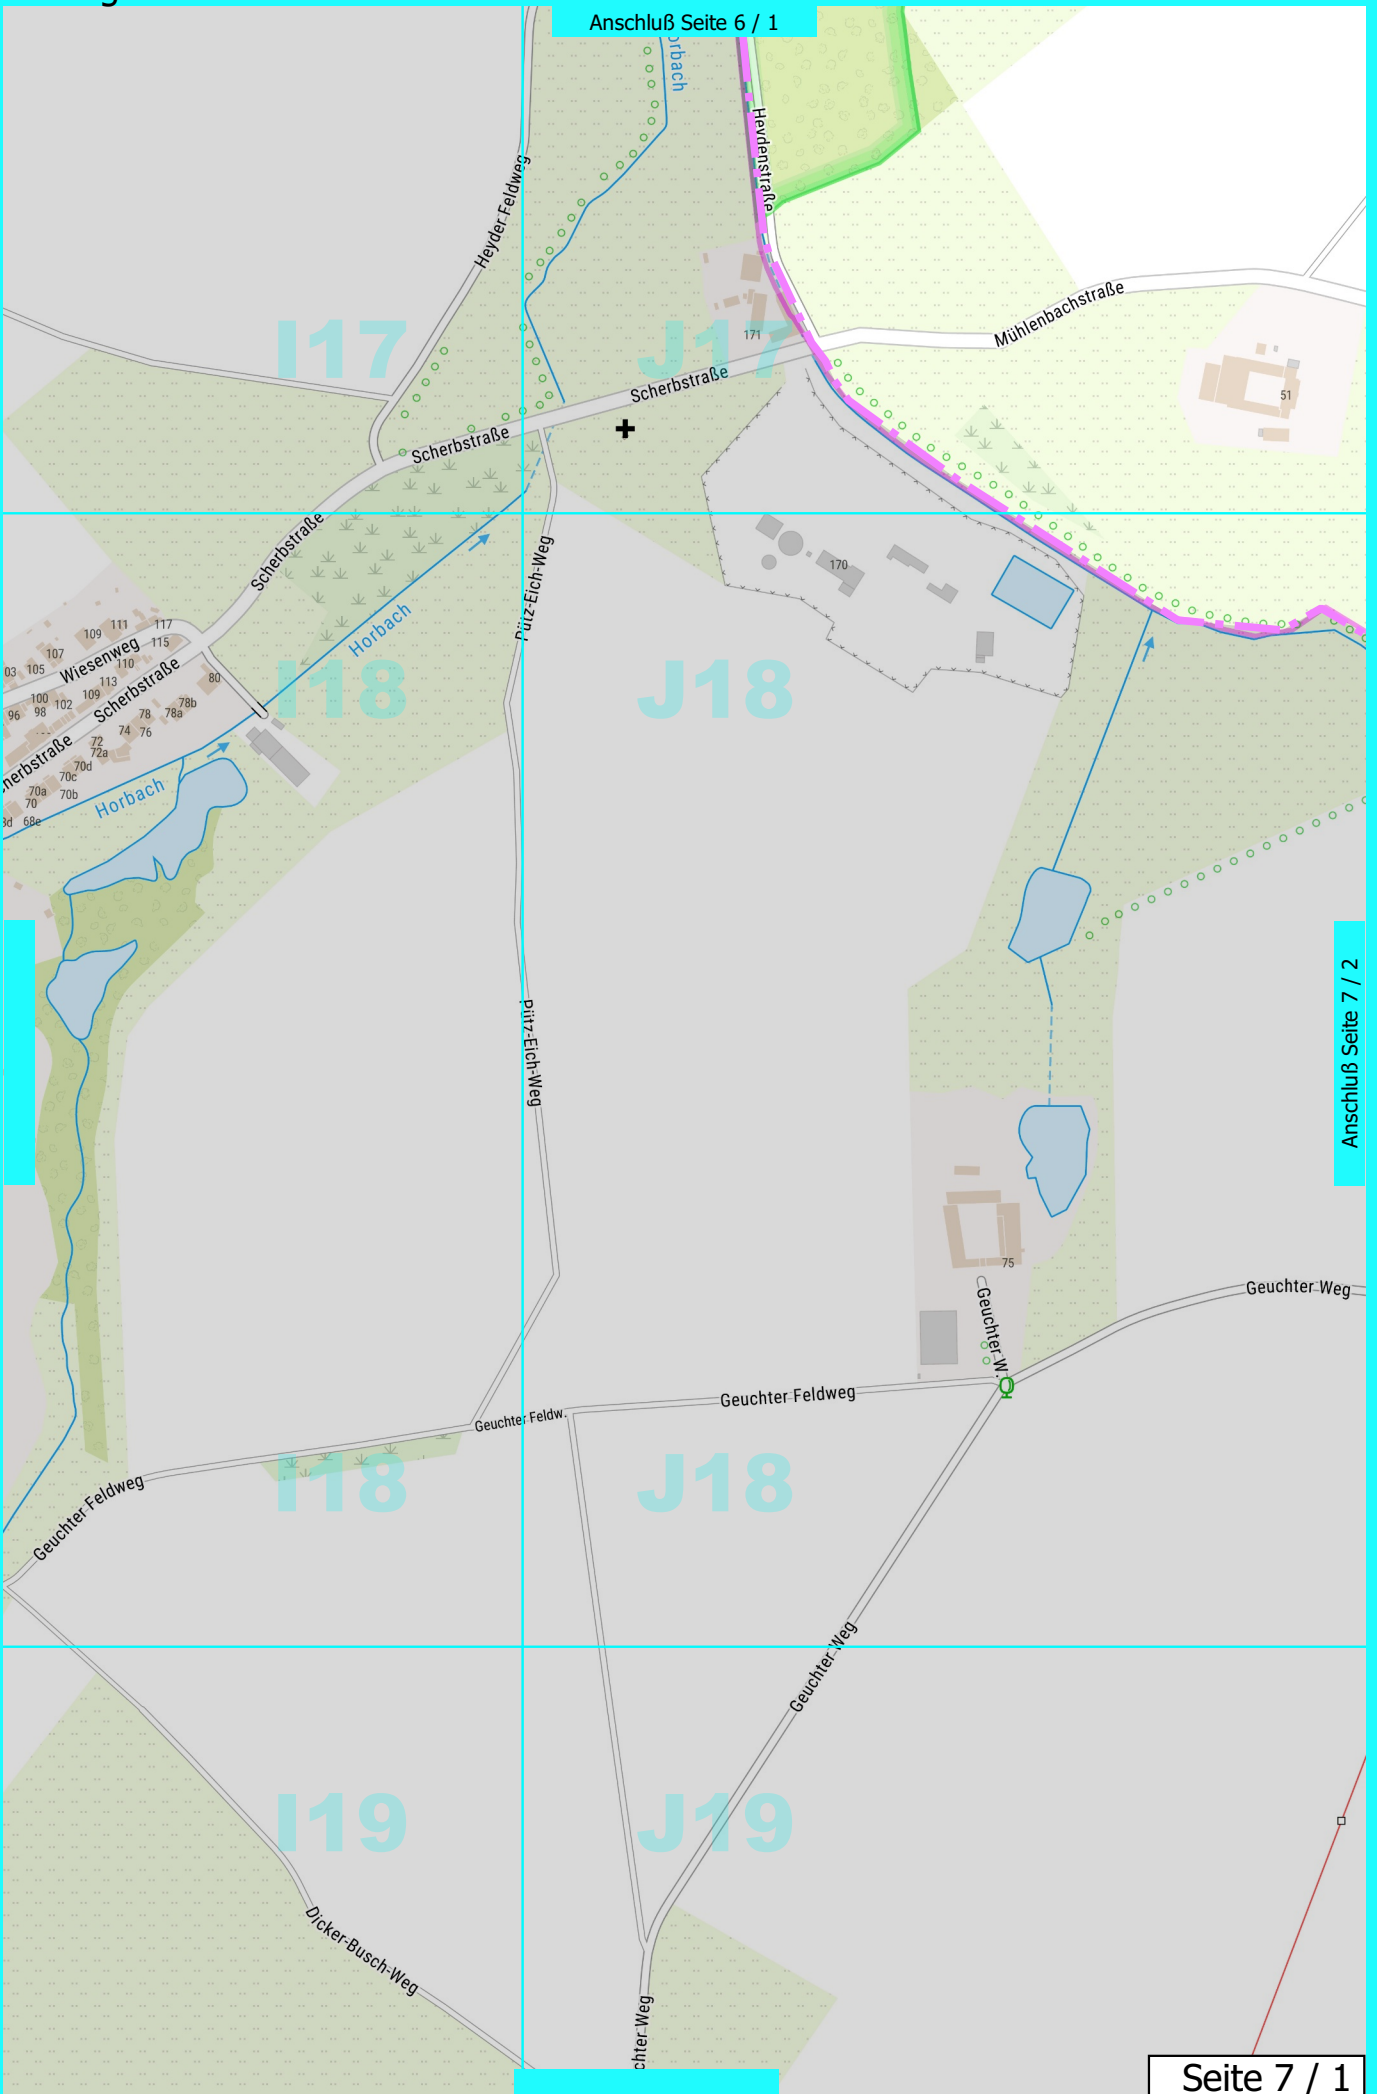 Anschluß Seite 6 / 1
Heydenstraße
Heyder-Feldweg
Mühlenbachstraße
I17
J17
171
Scherbstraße
51
Scherbstraße
Scherbstraße
Pütz-Eich-Weg
170
Horbach
117
111
109
115
107
Wiesenweg
105
110
113
Scherbstraße
80
I18
J18
100
109
102
78b
96
98
78
78a
74
76
72
72a
70d
70c
70a
70b
70
68e
Horbach
Anschluß Seite 7 / 2
Pütz-Eich-Weg
75
Geuchter Weg
Geuchter W.
Geuchter Feldweg
Geuchter Feldw.
I18
J18
Geuchter Feldweg
Geuchter Weg
I19
J19
Dicker-Busch-Weg
Seite 7 / 1